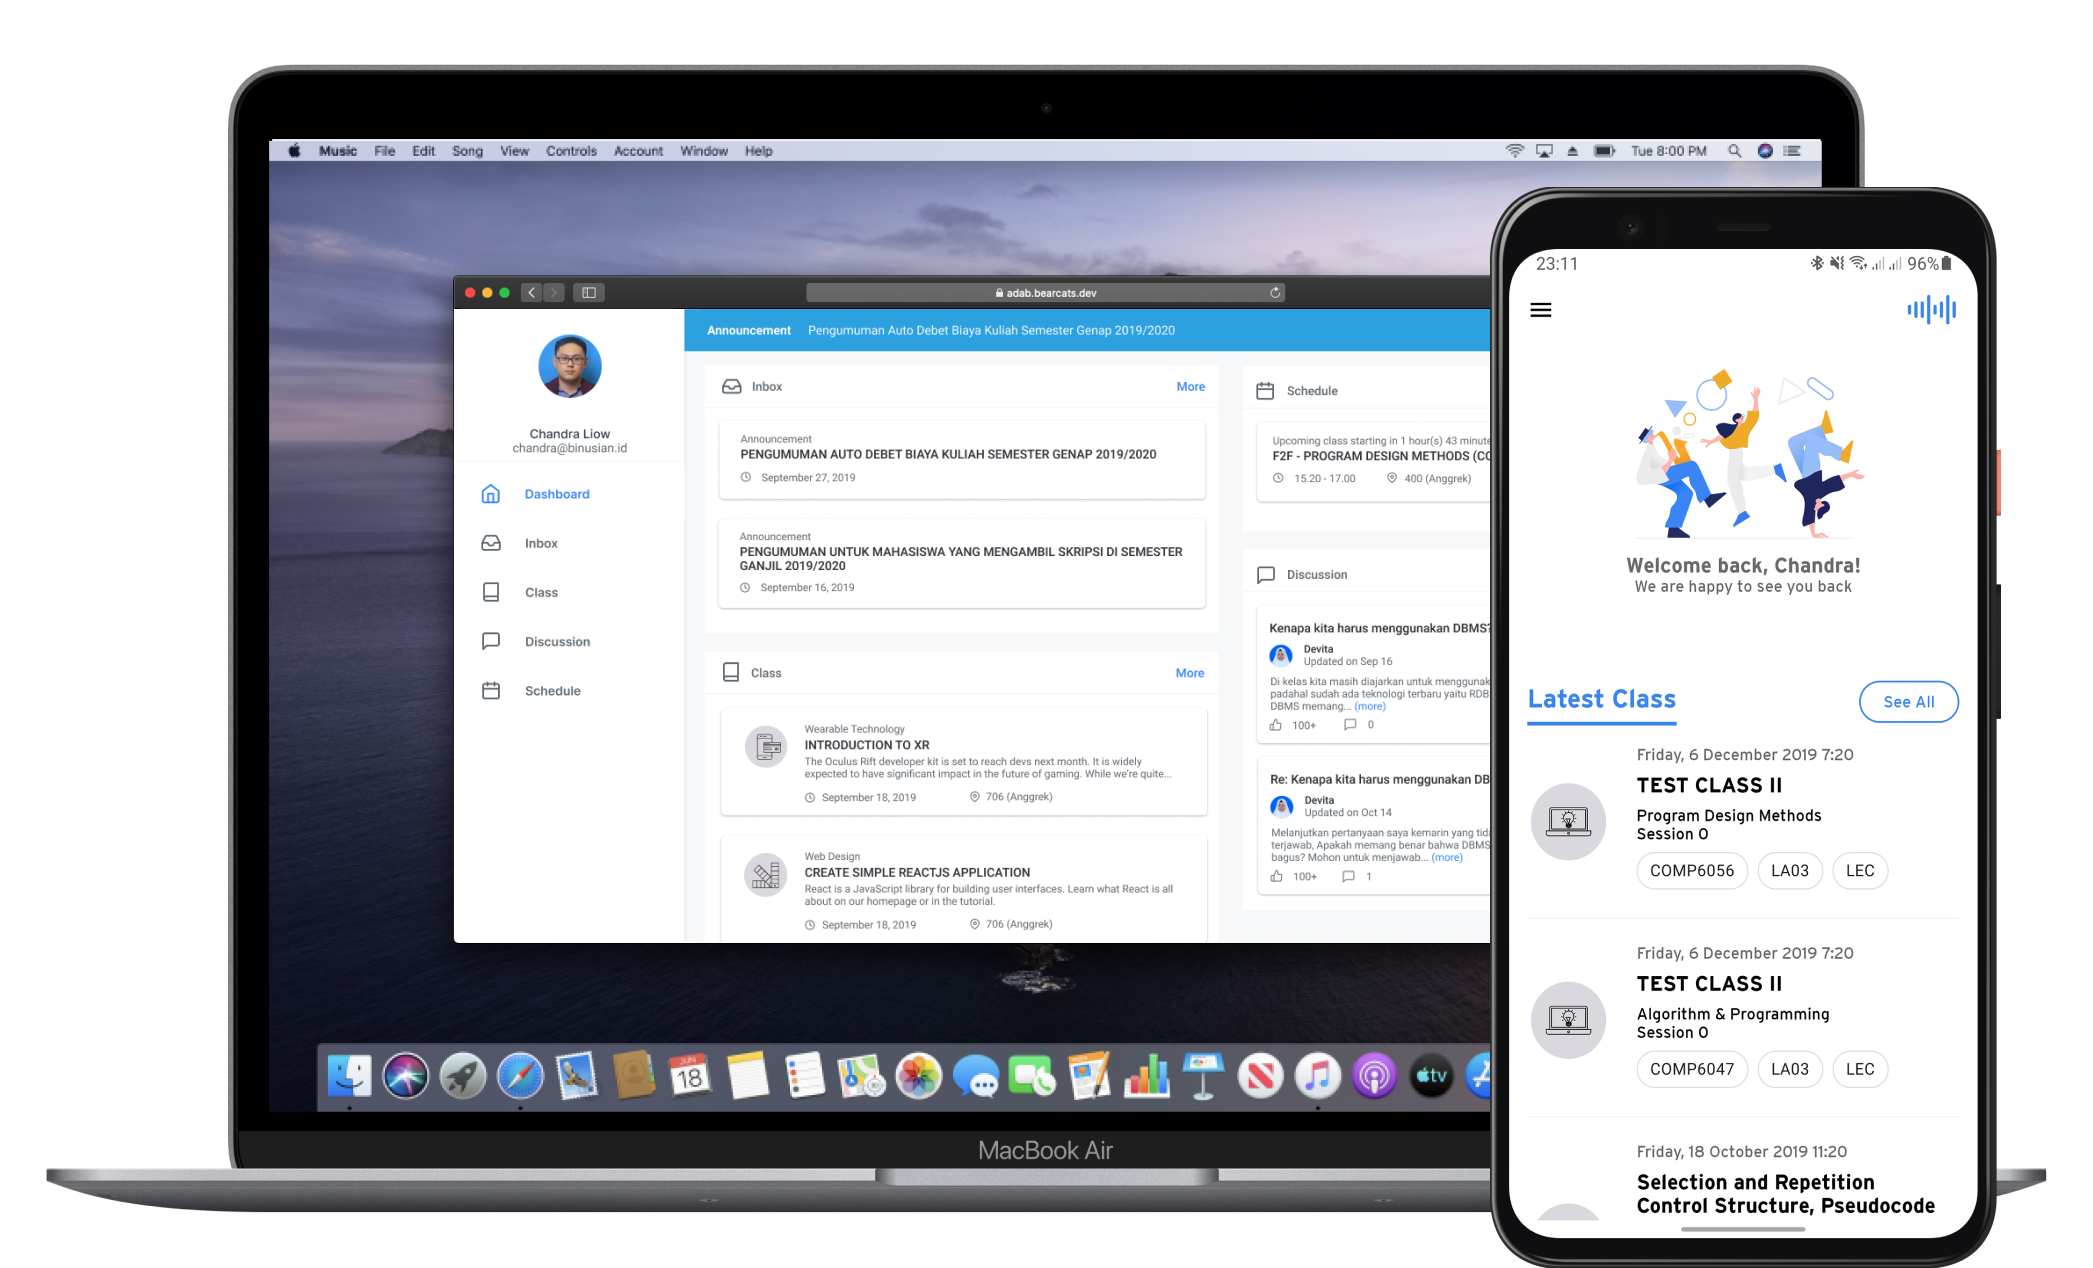 Music File Edit Song View Controls Account Window Help
Tue 8:00 PM
adab.bearcats.dev
Chandra Liow
chandra@binusian.id
Dashboard
Inbox
Class
Discussion
Schedule
Announcement Pengumuman Auto Debet Biaya Kuliah Semester Genap 2019/2020
Inbox More
Announcement
PENGUMUMAN AUTO DEBET BIAYA KULIAH SEMESTER GENAP 2019/2020
September 27, 2019
Announcement
PENGUMUMAN UNTUK MAHASISWA YANG MENGAMBIL SKRIPSI DI SEMESTER
GANJIL 2019/2020
September 16, 2019
Class More
Wearable Technology
INTRODUCTION TO XR
The Oculus Rift developer kit is set to reach devs next month. It is widely
expected to have significant impact in the future of gaming. While we're quite...
September 18, 2019 706 (Anggrek)
Web Design
CREATE SIMPLE REACTJS APPLICATION
React is a JavaScript library for building user interfaces. Learn what React is all
about on our homepage or in the tutorial.
September 18, 2019 706 (Anggrek)
Schedule
Upcoming class starting in 1 hour(s) 43 minute
F2F - PROGRAM DESIGN METHODS (CO
15.20 - 17.00 400 (Anggrek)
Discussion
Kenapa kita harus menggunakan DBMS?
Devita
Updated on Sep 16
Di kelas kita masih diajarkan untuk menggunak
padahal sudah ada teknologi terbaru yaitu RDB
DBMS memang... (more)
100+ 0
Re: Kenapa kita harus menggunakan DB
Devita
Updated on Oct 14
Melanjutkan pertanyaan saya kemarin yang tida
terjawab, Apakah memang benar bahwa DBMS
bagus? Mohon untuk menjawab... (more)
100+ 1
JUN
18
tv
MacBook Air
23:11 96%
Welcome back, Chandra!
We are happy to see you back
Latest Class See All
Friday, 6 December 2019 7:20
TEST CLASS II
Program Design Methods
Session 0
COMP6056 LA03 LEC
Friday, 6 December 2019 7:20
TEST CLASS II
Algorithm & Programming
Session 0
COMP6047 LA03 LEC
Friday, 18 October 2019 11:20
Selection and Repetition
Control Structure, Pseudocode